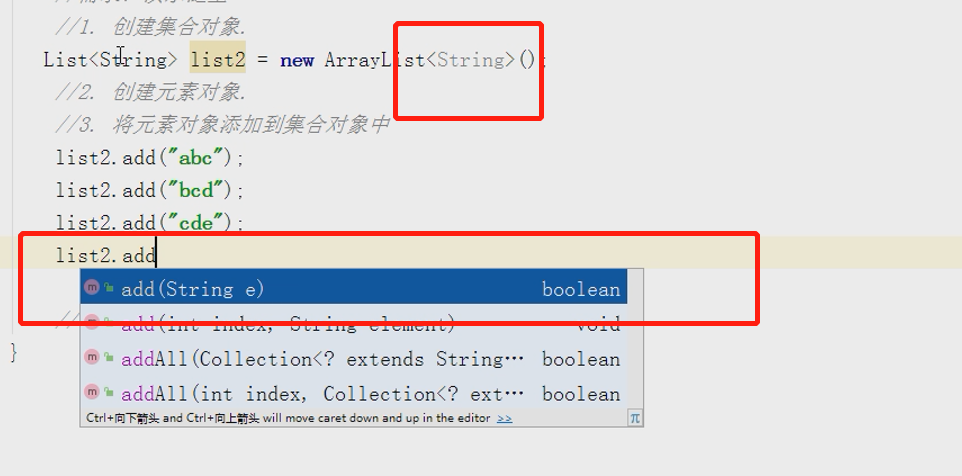 //1. 创建集合对象.
List<String> list2 = new ArrayList<String>();
//2. 创建元素对象.
//3. 将元素对象添加到集合对象中
list2.add("abc");
list2.add("bcd");
list2.add("cde");
list2.add
m add(String e) boolean
// m add(int index, String element) void
} m addAll(Collection<? extends String… boolean
m addAll(int index, Collection<? ext… boolean
Ctrl+向下箭头 and Ctrl+向上箭头 will move caret down and up in the editor >> π